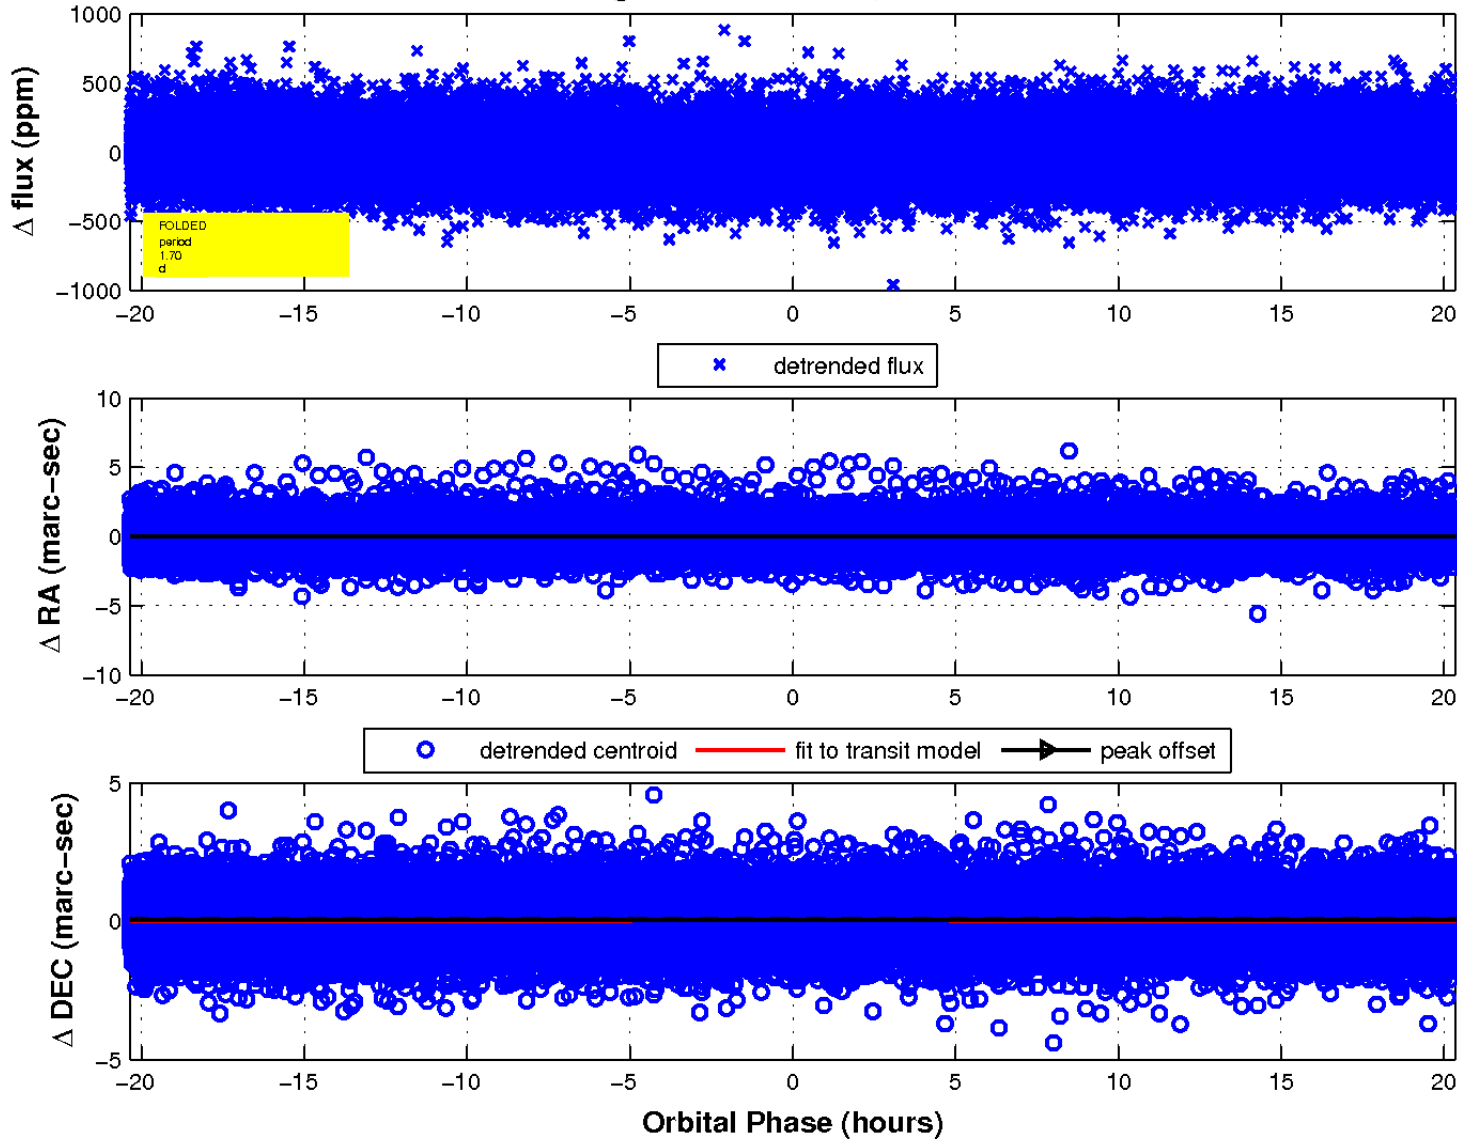 1000
500
0
−500
−1000
Δ flux (ppm)
FOLDED
period
1.70
d
−20 −15 −10 −5 0 5 10 15 20
detrended flux
10
5
0
−5
−10
Δ RA (marc−sec)
−20 −15 −10 −5 0 5 10 15 20
detrended centroid fit to transit model peak offset
5
0
−5
Δ DEC (marc−sec)
−20 −15 −10 −5 0 5 10 15 20
Orbital Phase (hours)